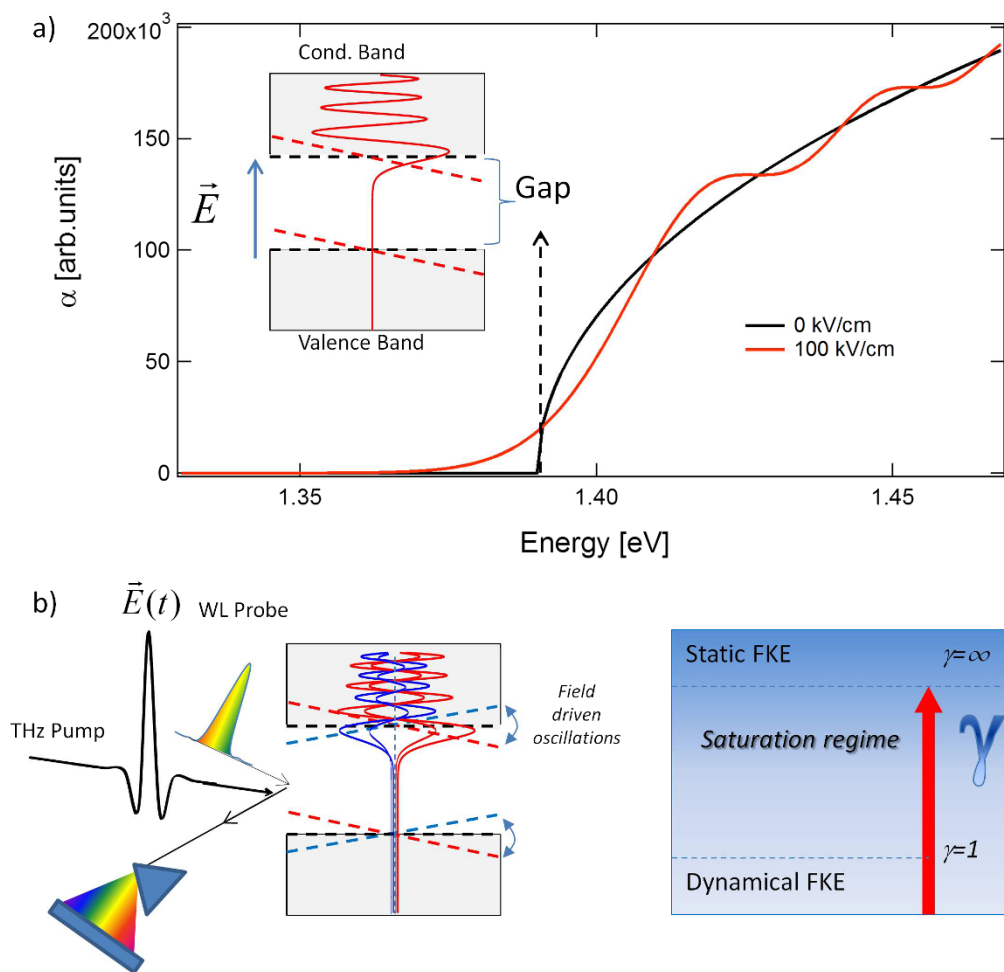 a)
200x10³
150
100
50
0
α [arb.units]
Cond. Band
E⃗
Gap
Valence Band
0 kV/cm
100 kV/cm
1.35
1.40
1.45
Energy [eV]
b)
E⃗(t)
WL Probe
THz Pump
Field
driven
oscillations
Static FKE
γ=∞
Saturation regime
γ
γ=1
Dynamical FKE